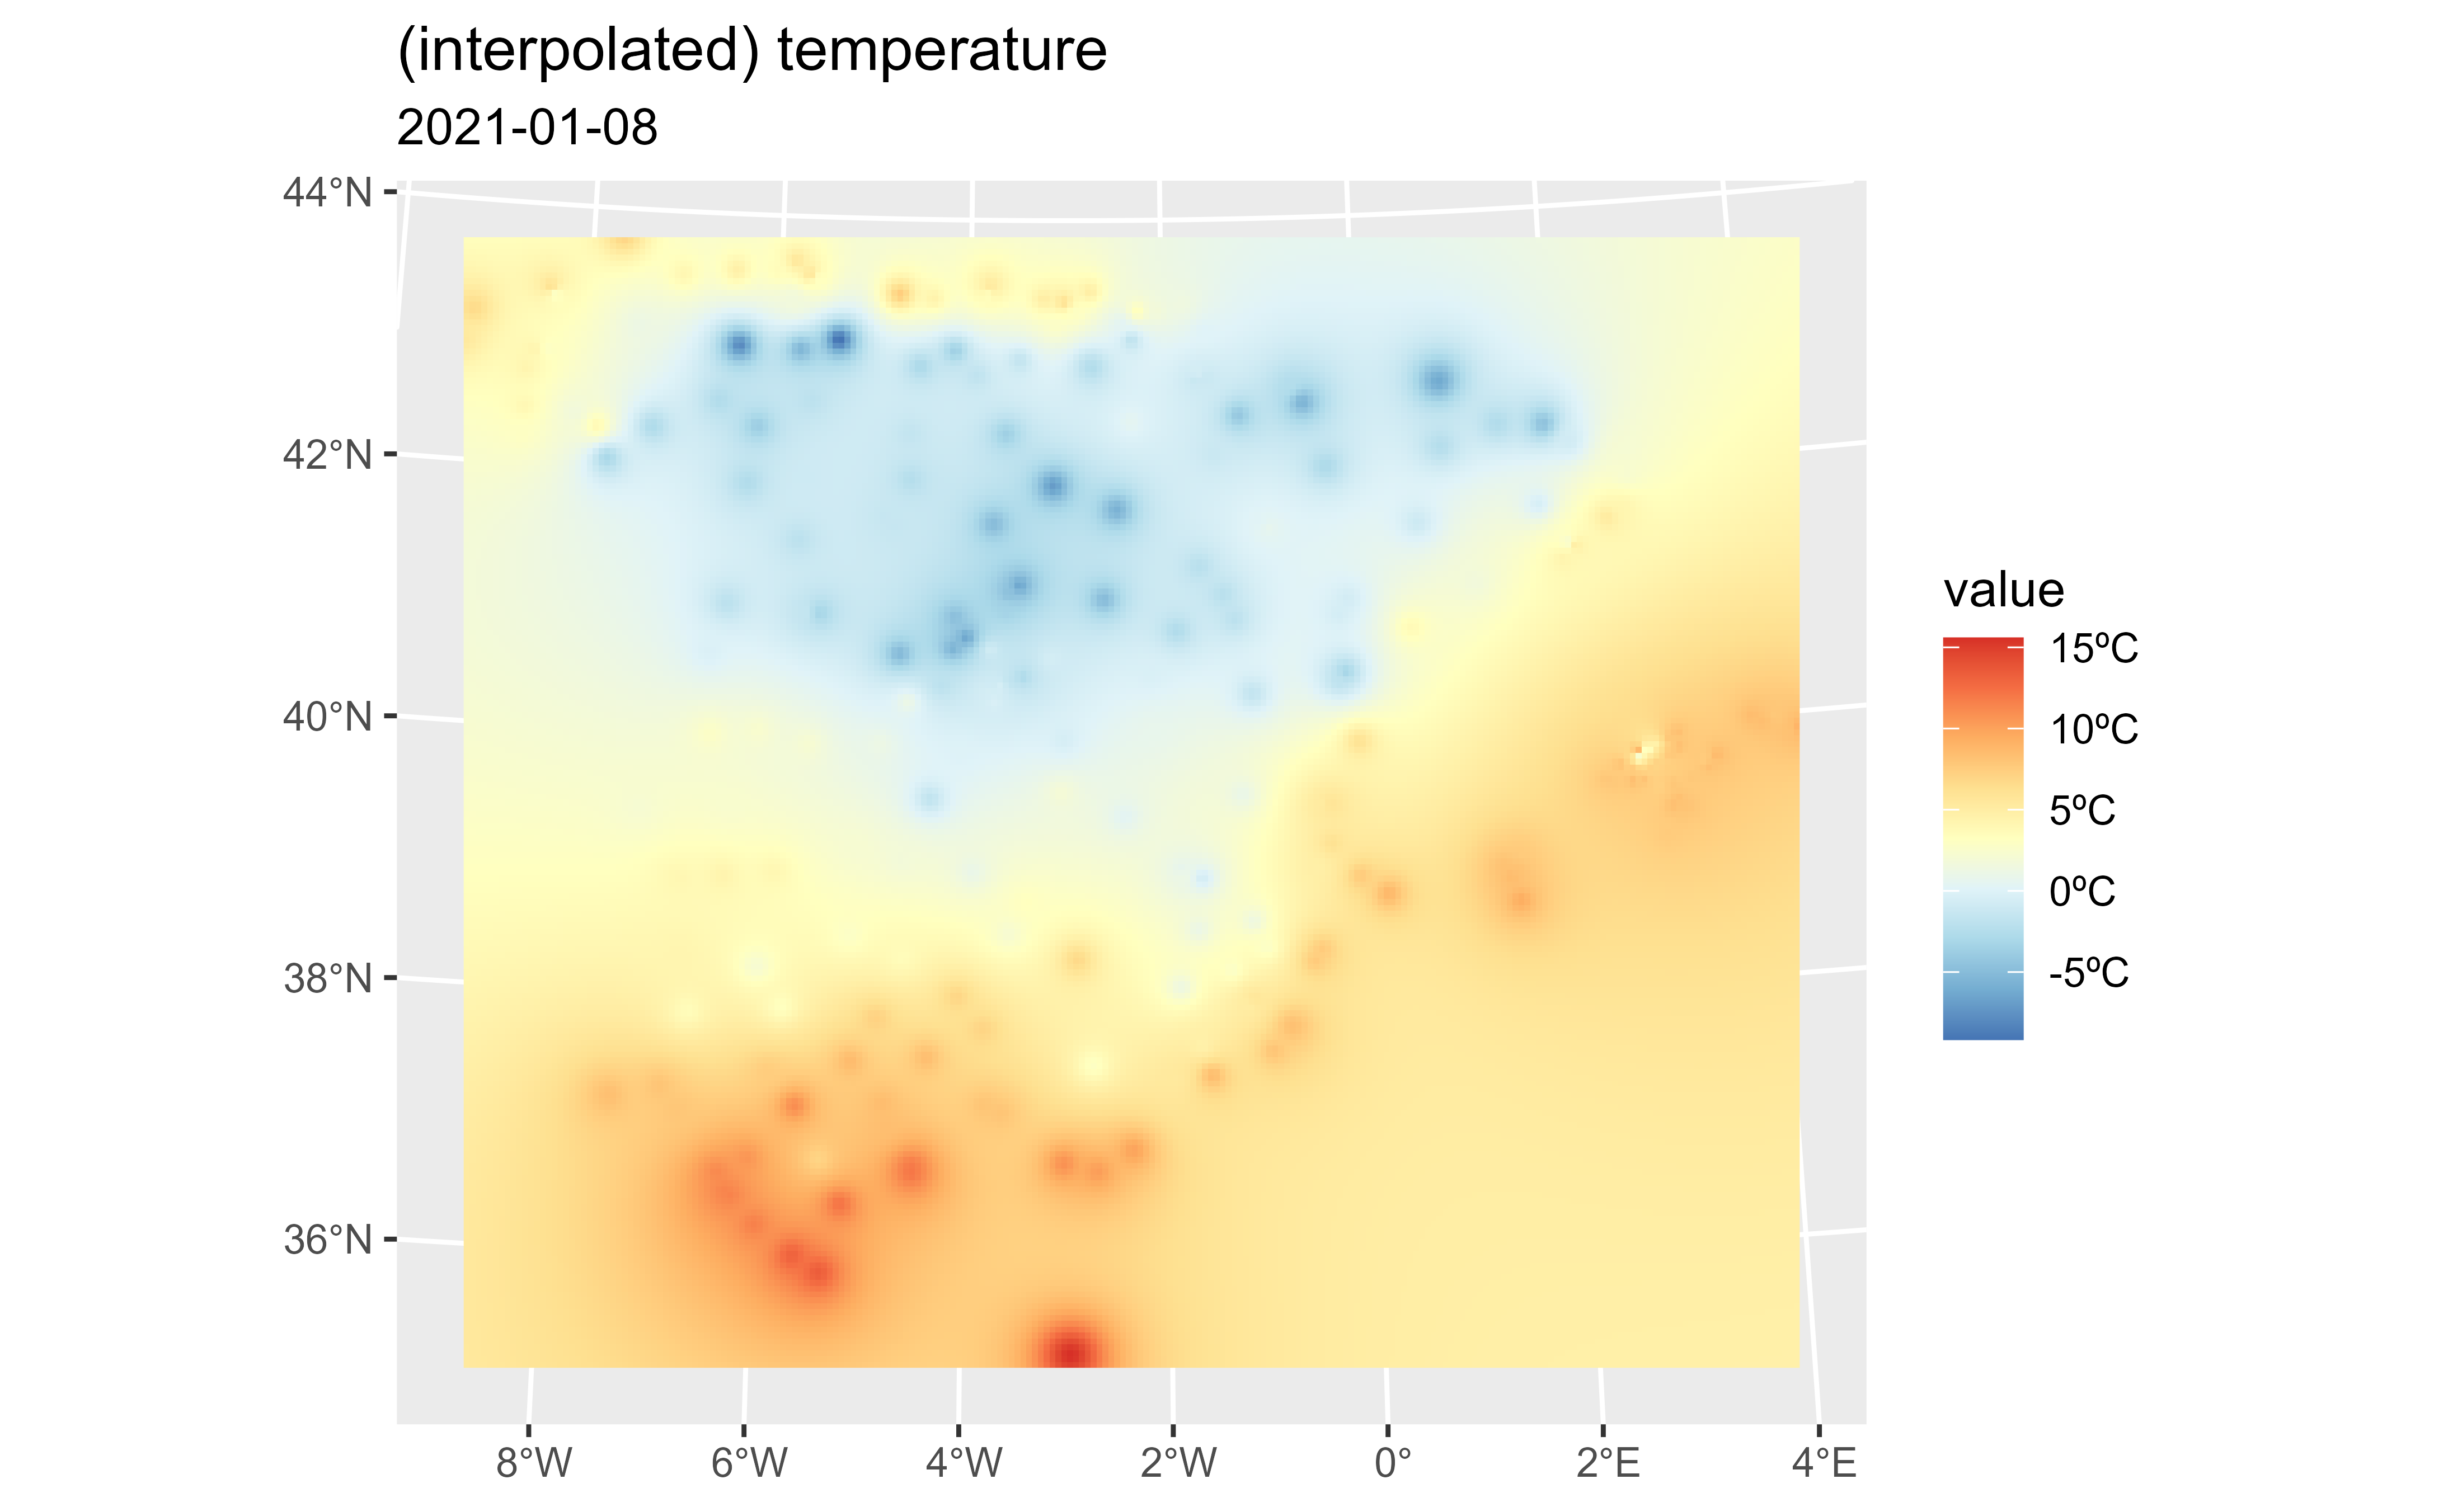 (interpolated) temperature
2021-01-08
44°N
42°N
40°N
38°N
36°N
8°W 6°W 4°W 2°W 0° 2°E 4°E
value
15ºC
10ºC
5ºC
0ºC
-5ºC